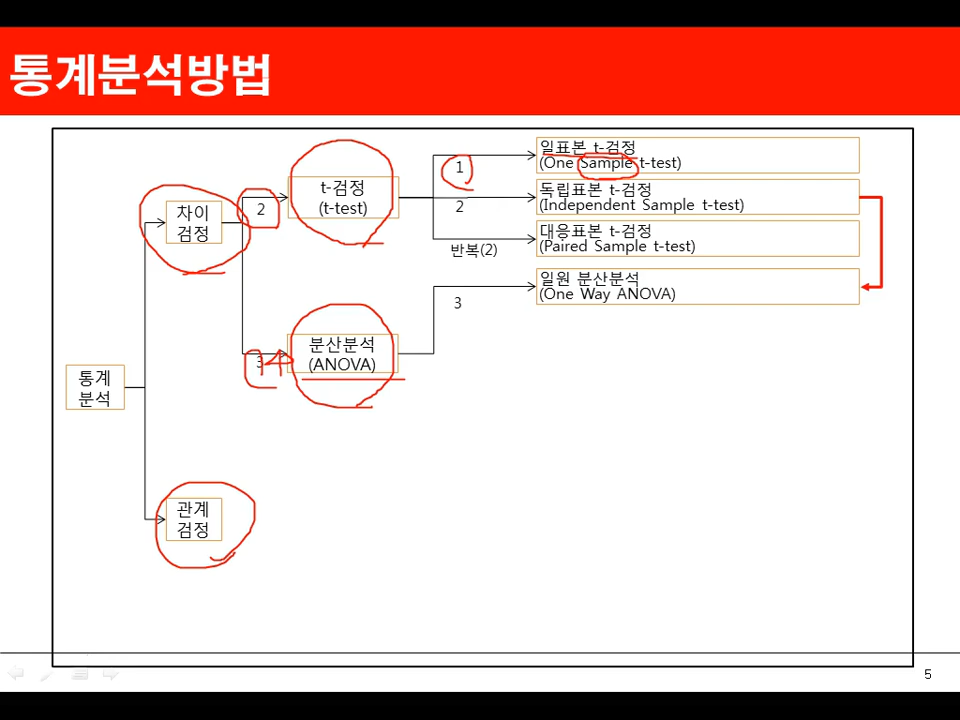 통계분석방법
일표본 t-검정
(One Sample t-test)
1
t-검정
(t-test)
독립표본 t-검정
(Independent Sample t-test)
2
차이
검정
2
대응표본 t-검정
(Paired Sample t-test)
반복(2)
일원 분산분석
(One Way ANOVA)
3
분산분석
(ANOVA)
3
통계
분석
관계
검정
5